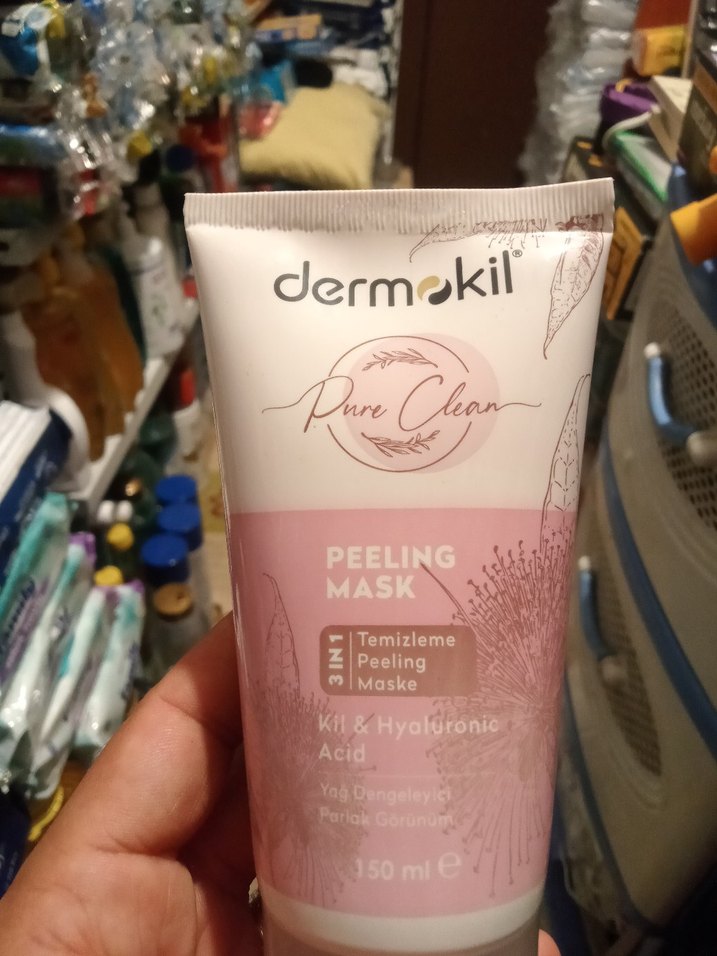 dermokil®
Pure Clean
PEELING
MASK
3 IN 1
Temizleme
Peeling
Maske
Kil & Hyaluronic
Acid
Yağ Dengeleyici
Parlak Görünüm
150 ml ℮